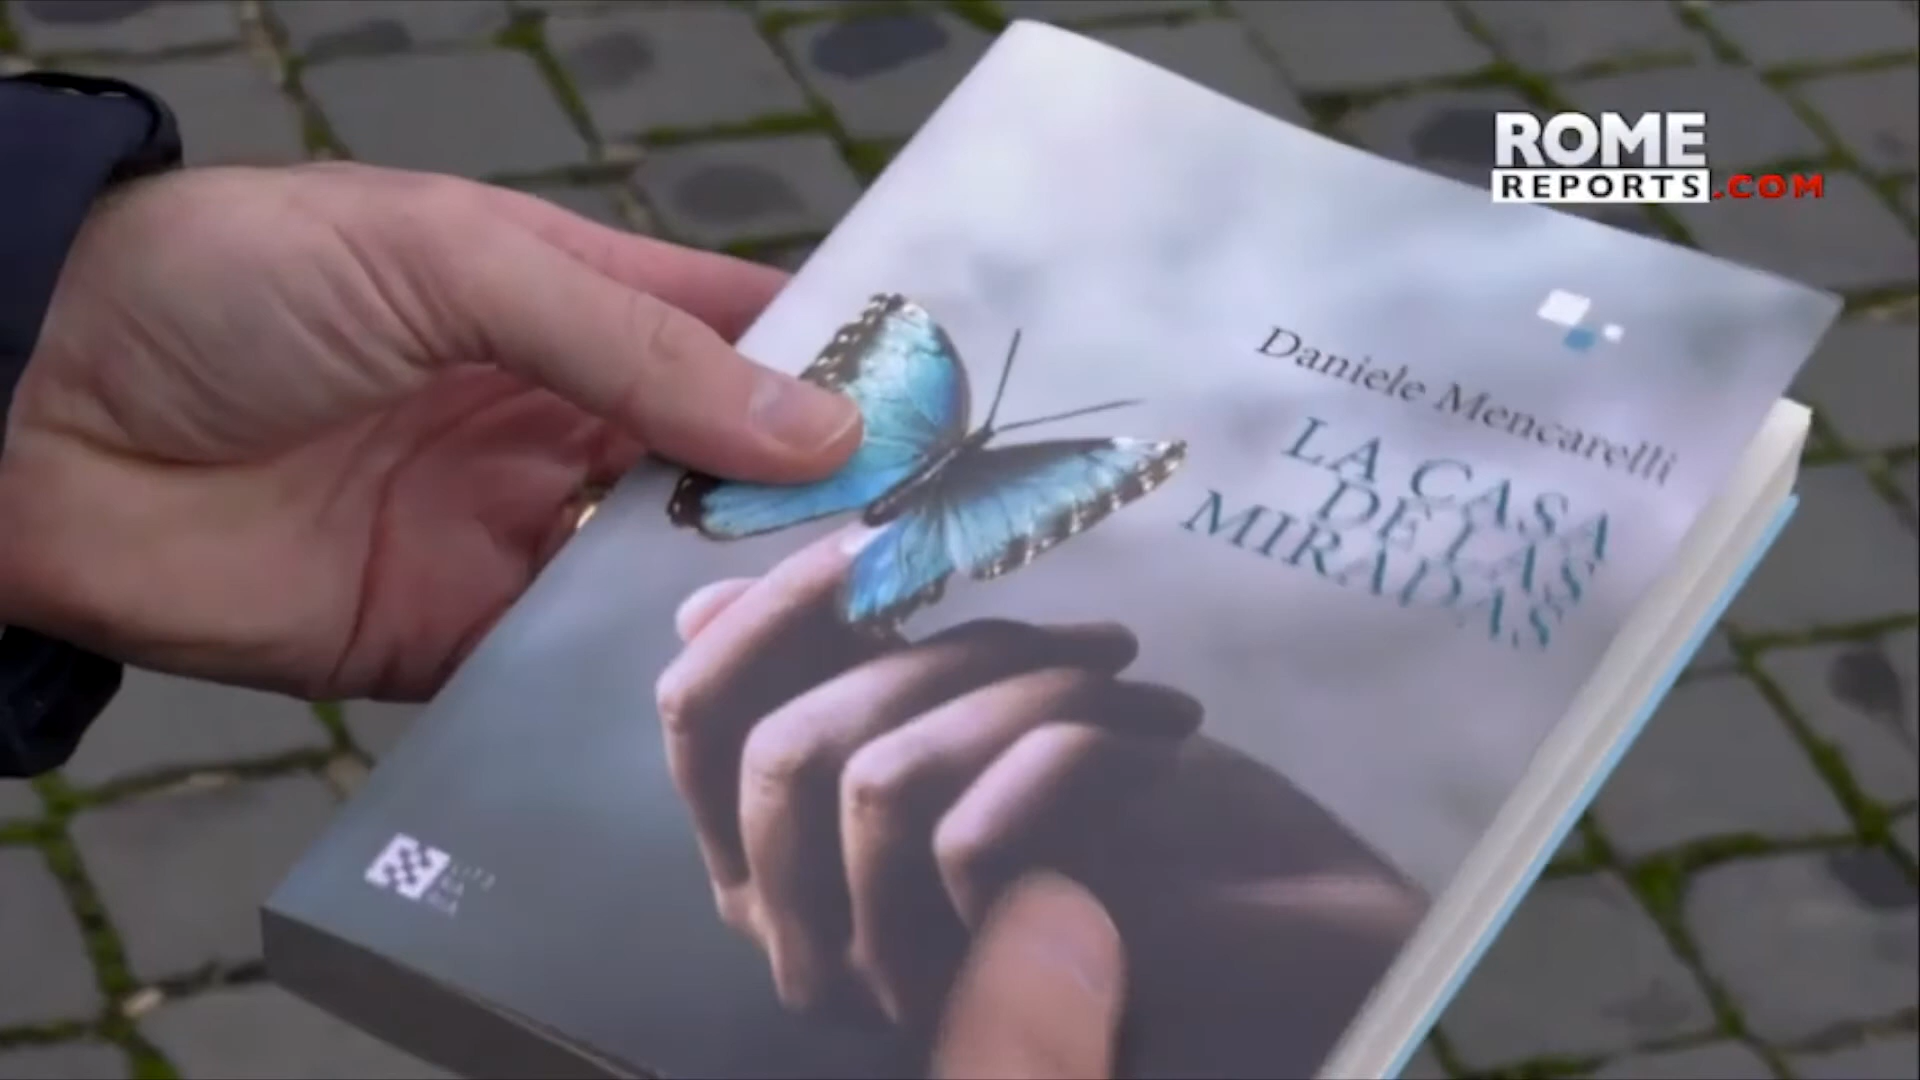 ROME
REPORTS.COM
Daniele Mencarelli
LA CASA
DE LAS
MIRADAS